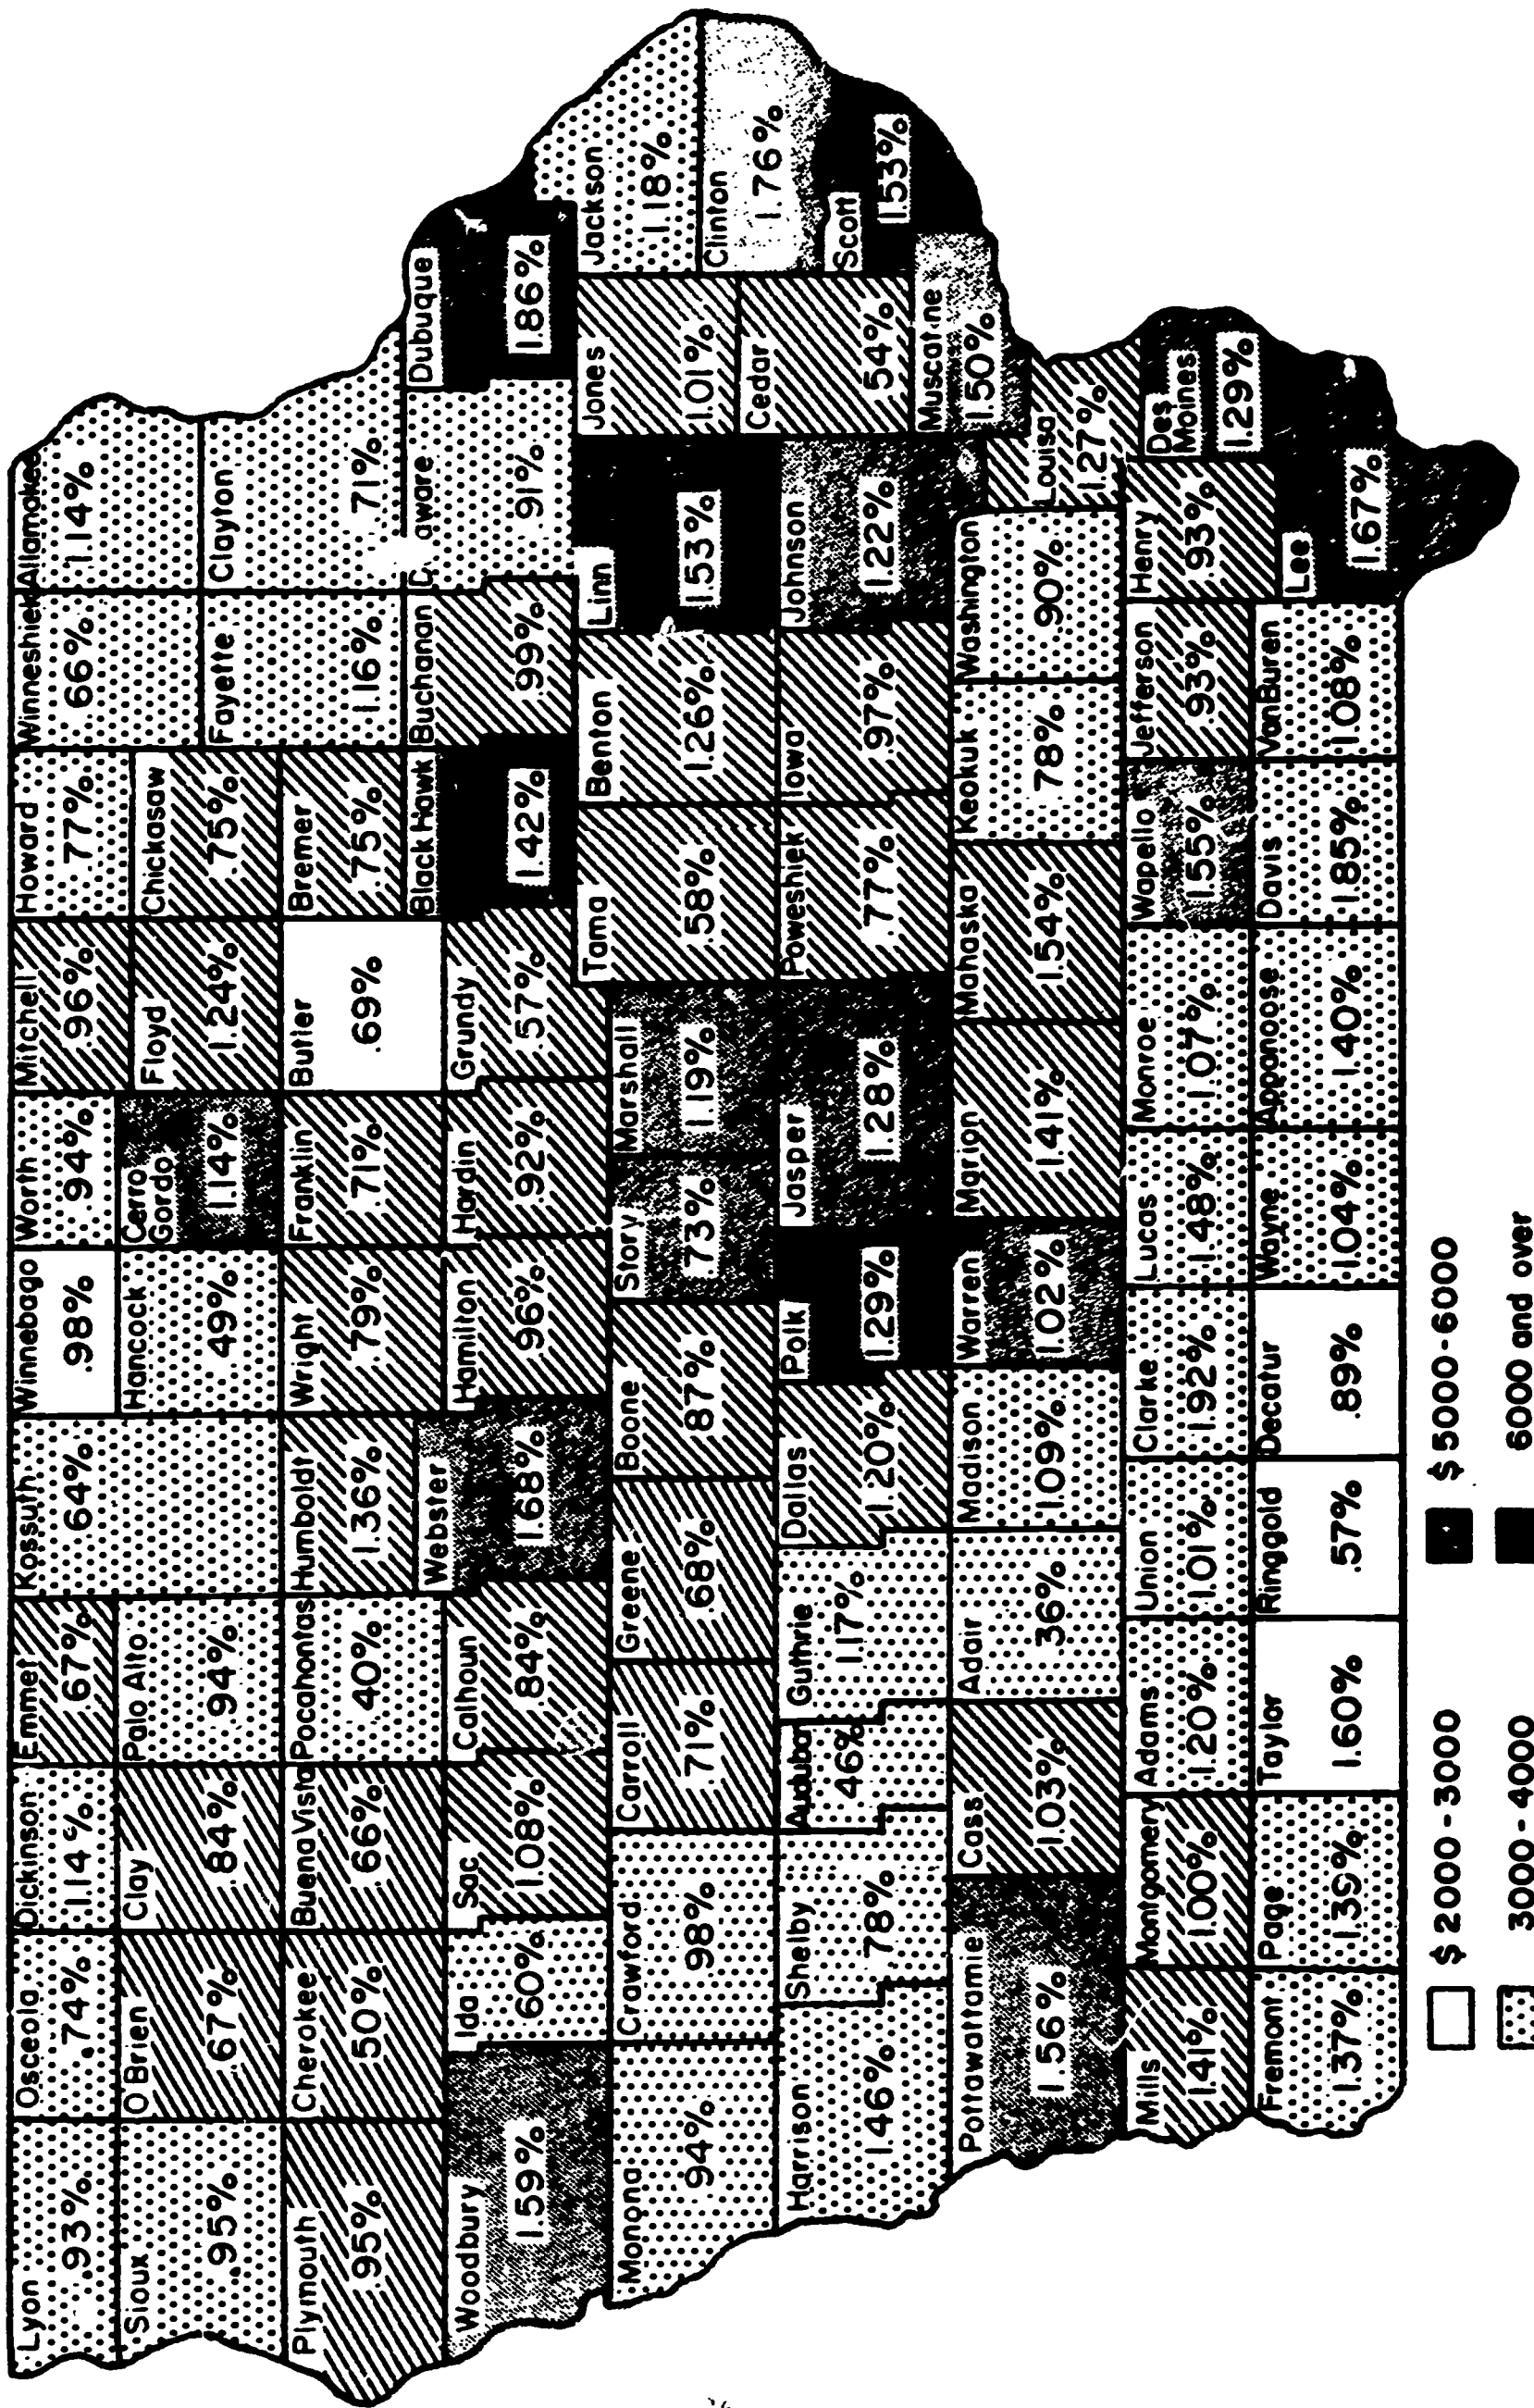 Lyon
.93%
Osceola
.74%
Dickinson
1.14%
Emmet
.67%
Kossuth
.64%
Winnebago
.98%
Worth
.94%
Mitchell
.96%
Howard
.77%
Winneshiek
.66%
Allamakee
1.14%
Sioux
.95%
O Brien
.67%
Clay
.84%
Palo Alto
.94%
Hancock
.49%
Cerro
Gordo
1.14%
Floyd
1.24%
Chickasaw
.75%
Fayette
1.16%
Clayton
.71%
Plymouth
.95%
Cherokee
.50%
Buena Vista
.66%
Pocahontas
.40%
Humboldt
1.36%
Wright
.79%
Franklin
.71%
Butler
.69%
Bremer
.75%
Woodbury
1.59%
Ida
.60%
Sac
1.08%
Calhoun
.84%
Webster
1.68%
Hamilton
.96%
Hardin
.92%
Grundy
.57%
Black Hawk
1.42%
Buchanan
.99%
D aware
.91%
Dubuque
1.86%
Monona
.94%
Crawford
.98%
Carroll
.71%
Greene
.68%
Boone
.87%
Story
.73%
Marshall
1.19%
Tama
.58%
Benton
1.26%
Linn
1.53%
Jones
1.01%
Jackson
1.18%
Harrison
1.46%
Shelby
.78%
Audubon
.46%
Guthrie
1.17%
Dallas
1.20%
Polk
1.29%
Jasper
1.28%
Poweshiek
.77%
Iowa
.97%
Johnson
1.22%
Cedar
.54%
Clinton
1.76%
Scott
1.53%
Muscatine
1.50%
Pottawattamie
1.56%
Cass
1.03%
Adair
.36%
Madison
1.09%
Warren
1.02%
Marion
1.41%
Mahaska
1.54%
Keokuk
.78%
Washington
.90%
Louisa
1.27%
Mills
1.41%
Montgomery
1.00%
Adams
1.20%
Union
1.01%
Clarke
1.92%
Lucas
1.48%
Monroe
1.07%
Wapello
1.55%
Jefferson
.93%
Henry
.93%
Des
Moines
1.29%
Fremont
1.37%
Page
1.39%
Taylor
1.60%
Ringgold
.57%
Decatur
.89%
Wayne
1.04%
Appanoose
1.40%
Davis
1.85%
VanBuren
1.08%
Lee
1.67%
$ 2000-3000
$ 5000-6000
3000-4000
6000 and over